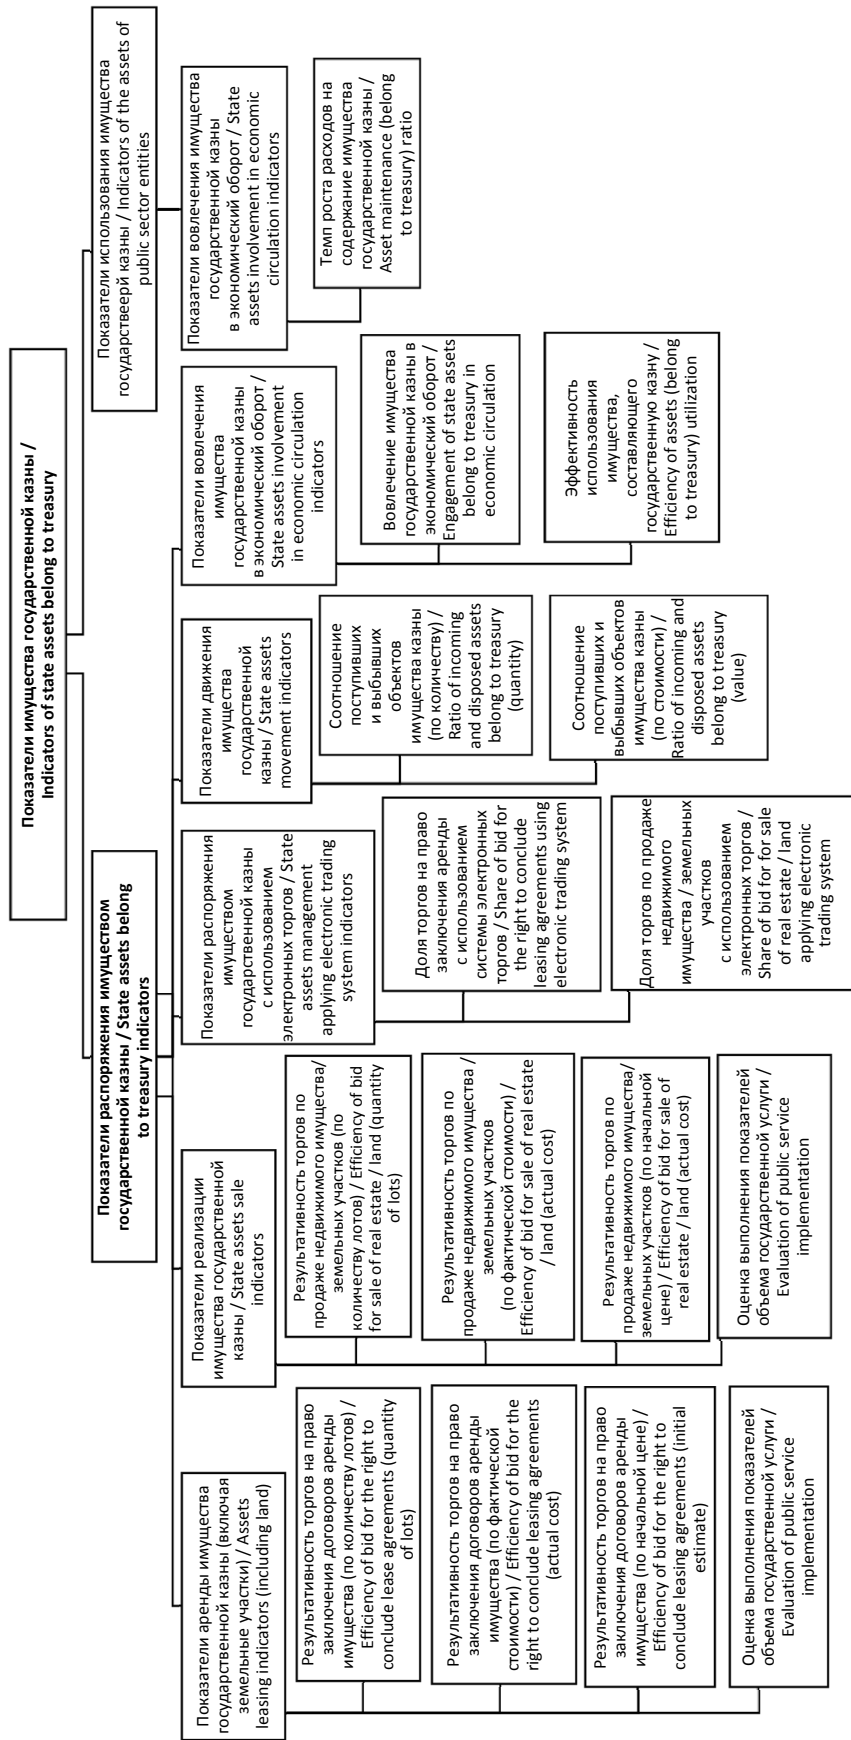 Показатели имущества государственной казны /
Indicators of state assets belong to treasury
Показатели распоряжения имуществом
государственной казны / State assets belong
to treasury indicators
Показатели использования имущества
государствеерй казны / Indicators of the assets of
public sector entities
Показатели аренды имущества
государственной казны (включая
земельные участки) / Assets
leasing indicators (including land)
Результативность торгов на право
заключения договоров аренды
имущества (по количеству лотов) /
Efficiency of bid for the right to
conclude lease agreements (quantity
of lots)
Результативность торгов на право
заключения договоров аренды
имущества (по фактической
стоимости) / Efficiency of bid for the
right to conclude leasing agreements
(actual cost)
Результативность торгов на право
заключения договоров аренды
имущества (по начальной цене) /
Efficiency of bid for the right to
conclude leasing agreements (initial
estimate)
Оценка выполнения показателей
объема государственной услуги /
Evaluation of public service
implementation
Показатели реализации
имущества государственной
казны / State assets sale
indicators
Результативность торгов по
продаже недвижимого имущества/
земельных участков (по
количеству лотов) / Efficiency of bid
for sale of real estate / land (quantity
of lots)
Результативность торгов по
продаже недвижимого имущества /
земельных участков
(по фактической стоимости) /
Efficiency of bid for sale of real estate
/ land (actual cost)
Результативность торгов по
продаже недвижимого имущества/
земельных участков (по начальной
цене) / Efficiency of bid for sale of
real estate / land (actual cost)
Оценка выполнения показателей
объема государственной услуги /
Evaluation of public service
implementation
Показатели распоряжения
имуществом
государственной казны
с использованием
электронных торгов / State
assets management
applying electronic trading
system indicators
Доля торгов на право
заключения аренды
с использованием
системы электронных
торгов / Share of bid for
the right to conclude
leasing agreements using
electronic trading system
Доля торгов по продаже
недвижимого
имущества / земельных
участков
с использованием
электронных торгов /
Share of bid for for sale
of real estate / land
applying electronic
trading system
Показатели движения
имущества
государственной
казны / State assets
movement indicators
Соотношение
поступивших
и выбывших
объектов
имущества казны
(по количеству) /
Ratio of incoming
and disposed assets
belong to treasury
(quantity)
Соотношение
поступивших и
выбывших объектов
имущества казны
(по стоимости) /
Ratio of incoming and
disposed assets
belong to treasury
(value)
Показатели вовлечения
имущества
государственной казны
в экономический оборот /
State assets involvement
in economic circulation
indicators
Вовлечение имущества
государственной казны в
экономический оборот /
Engagement of state assets
belong to treasury in
economic circulation
Эффективность
использования
имущества,
составляющего
государственную казну /
Efficiency of assets (belong
to treasury) utilization
Показатели вовлечения имущества
государственной казны
в экономический оборот / State
assets involvement in economic
circulation indicators
Темп роста расходов на
содержание имущества
государственной казны /
Asset maintenance (belong
to treasury) ratio